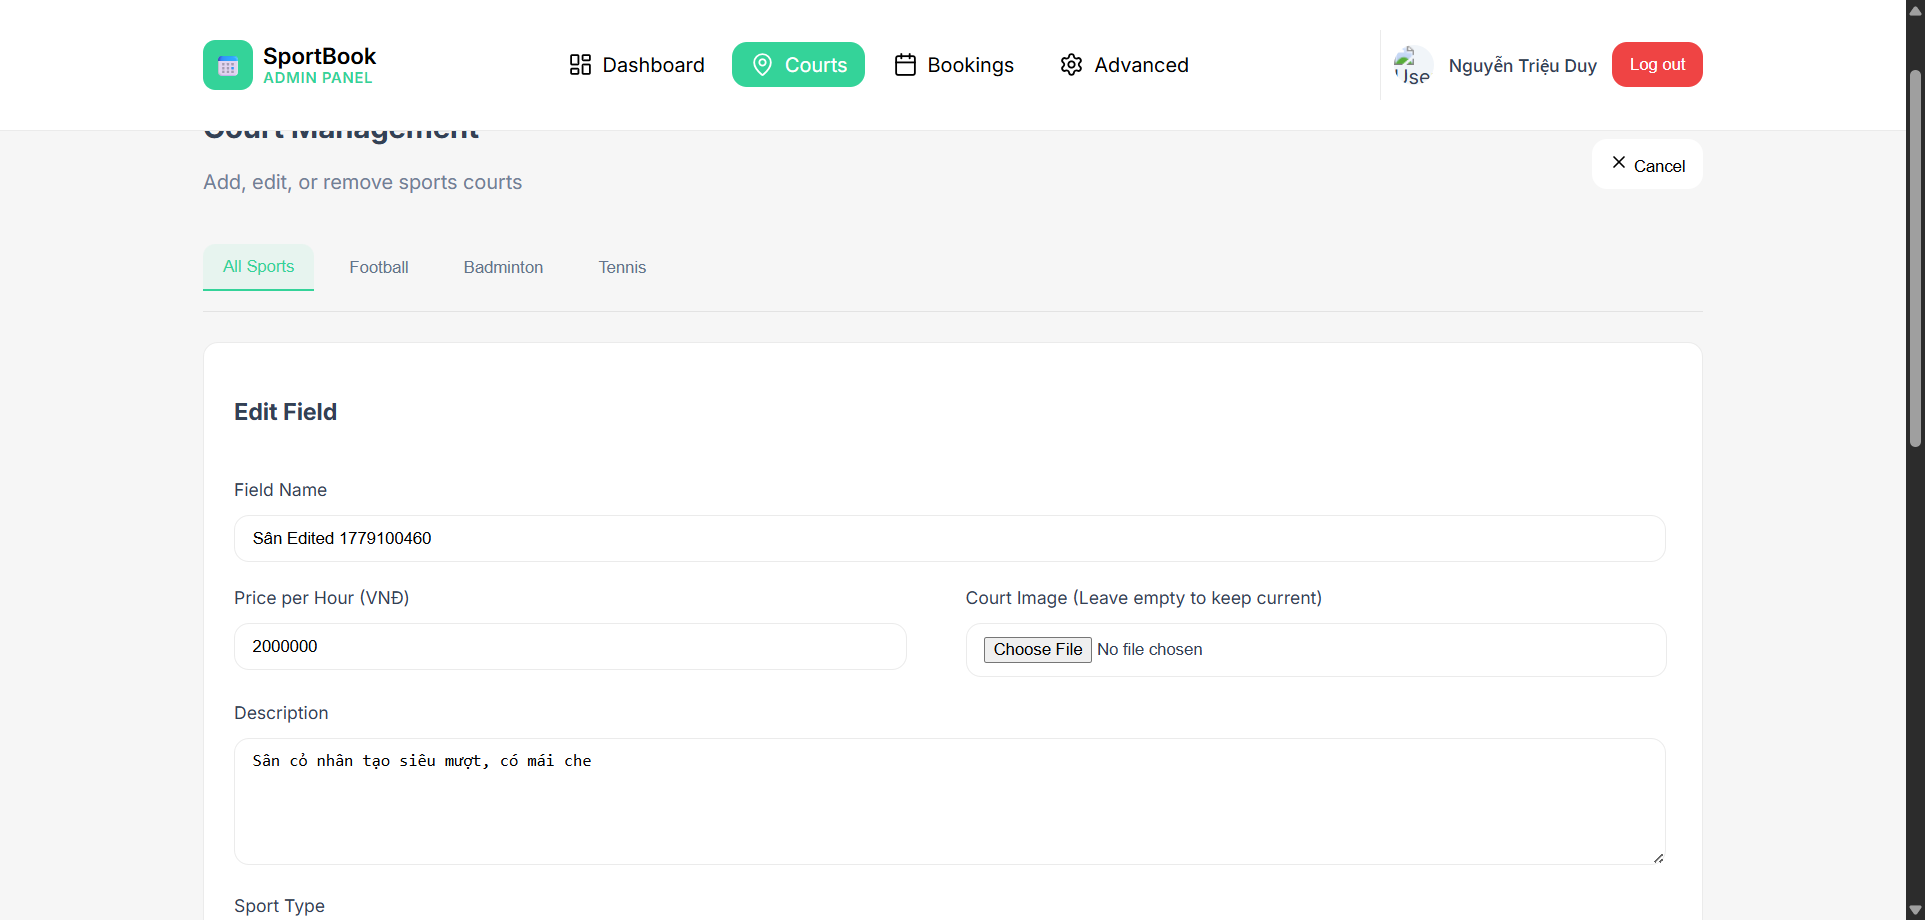 SportBook
ADMIN PANEL
Dashboard
Courts
Bookings
Advanced
Use
Nguyễn Triệu Duy
Log out
Court Management
Add, edit, or remove sports courts
Cancel
All Sports
Football
Badminton
Tennis
Edit Field
Field Name
Sân Edited 1779100460
Price per Hour (VNĐ)
Court Image (Leave empty to keep current)
2000000
Choose File No file chosen
Description
Sân cỏ nhân tạo siêu mượt, có mái che
Sport Type